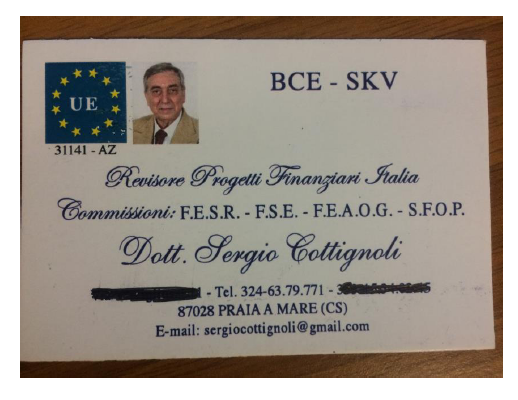 BCE - SKV
UE
31141 - AZ
Revisore Progetti Finanziari Italia
Commissioni: F.E.S.R. - F.S.E. - F.E.A.O.G. - S.F.O.P.
Dott. Sergio Cottignoli
- Tel. 324-63.79.771 -
87028 PRAIA A MARE (CS)
E-mail: sergiocottignoli@gmail.com